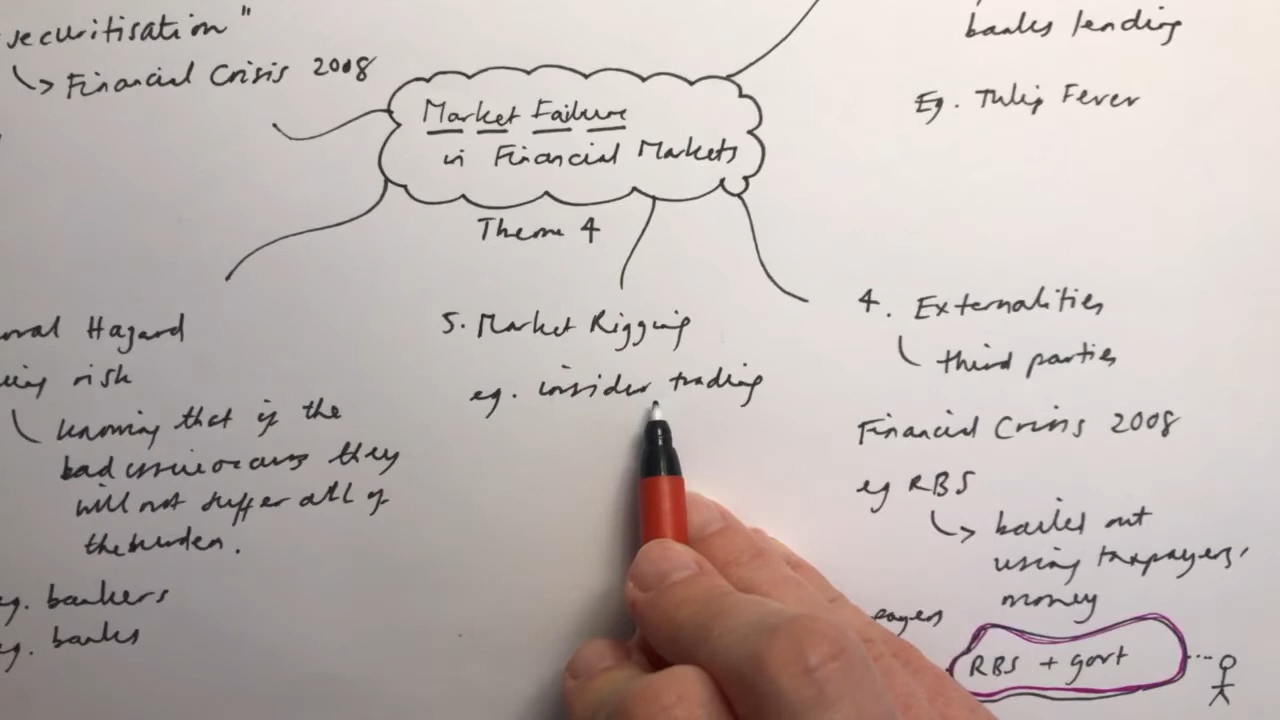 securitisation"
↳ Financial Crisis 2008
Market Failure
in Financial Markets
Theme 4
banks lending
Eg. Tulip Fever
oral Hazard
risk
knowing that if the
bad they
will not suffer all of
the burden.
eg. bankers
eg. banks
5. Market Rigging
eg. insider trading
4. Externalities
third parties
Financial Crisis 2008
eg RBS
↳ bailed out
using taxpayers'
money
payers
RBS + govt